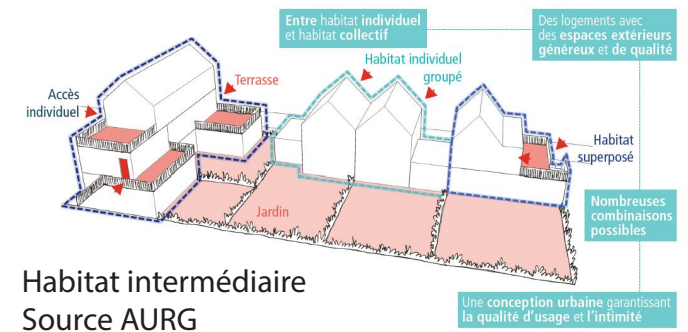 Entre habitat individuel
et habitat collectif
Des logements avec
des espaces extérieurs
généreux et de qualité
Habitat individuel
groupé
Terrasse
Accès
individuel
Habitat
superposé
Jardin
Nombreuses
combinaisons
possibles
Habitat intermédiaire
Source AURG
Une conception urbaine garantissant
la qualité d'usage et l'intimité